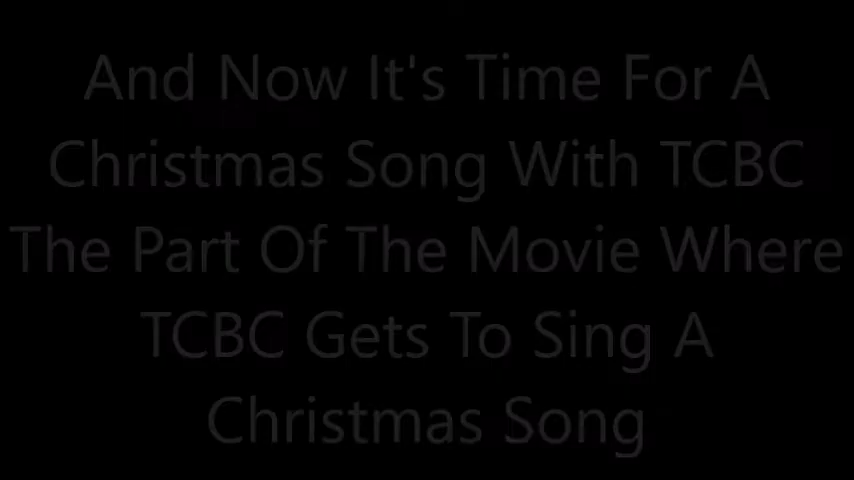 And Now It's Time For A
Christmas Song With TCBC
The Part Of The Movie Where
TCBC Gets To Sing A
Christmas Song